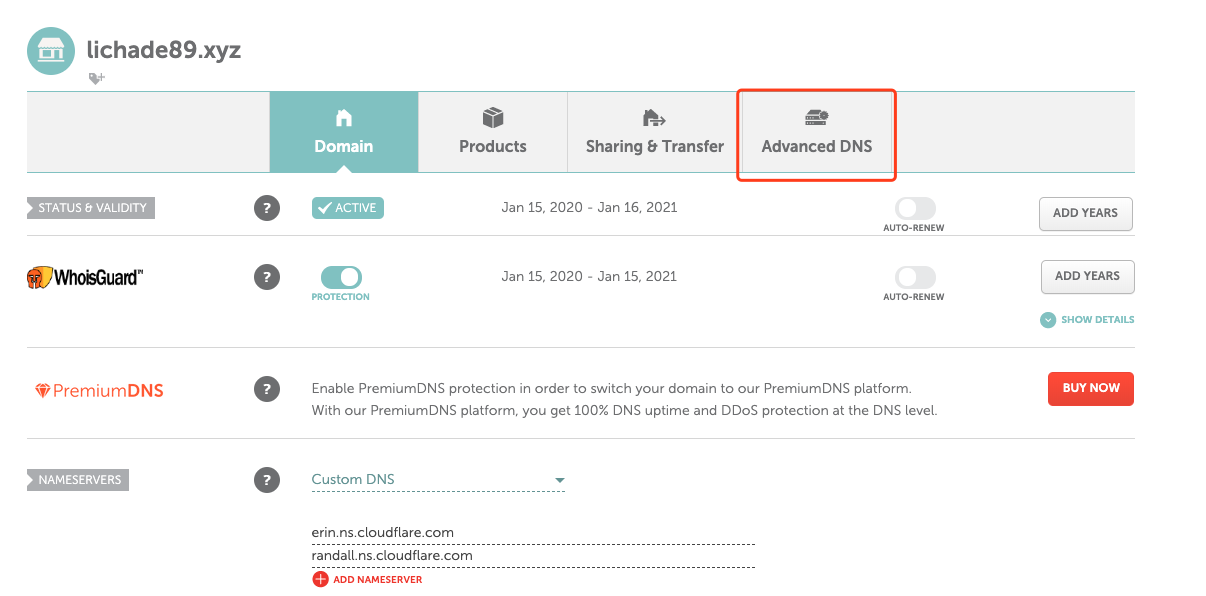 lichade89.xyz
Domain
Products
Sharing & Transfer
Advanced DNS
STATUS & VALIDITY
?
ACTIVE
Jan 15, 2020 - Jan 16, 2021
AUTO-RENEW
ADD YEARS
WhoisGuard™
?
PROTECTION
Jan 15, 2020 - Jan 15, 2021
AUTO-RENEW
ADD YEARS
SHOW DETAILS
PremiumDNS
?
Enable PremiumDNS protection in order to switch your domain to our PremiumDNS platform.
With our PremiumDNS platform, you get 100% DNS uptime and DDoS protection at the DNS level.
BUY NOW
NAMESERVERS
?
Custom DNS
erin.ns.cloudflare.com
randall.ns.cloudflare.com
ADD NAMESERVER